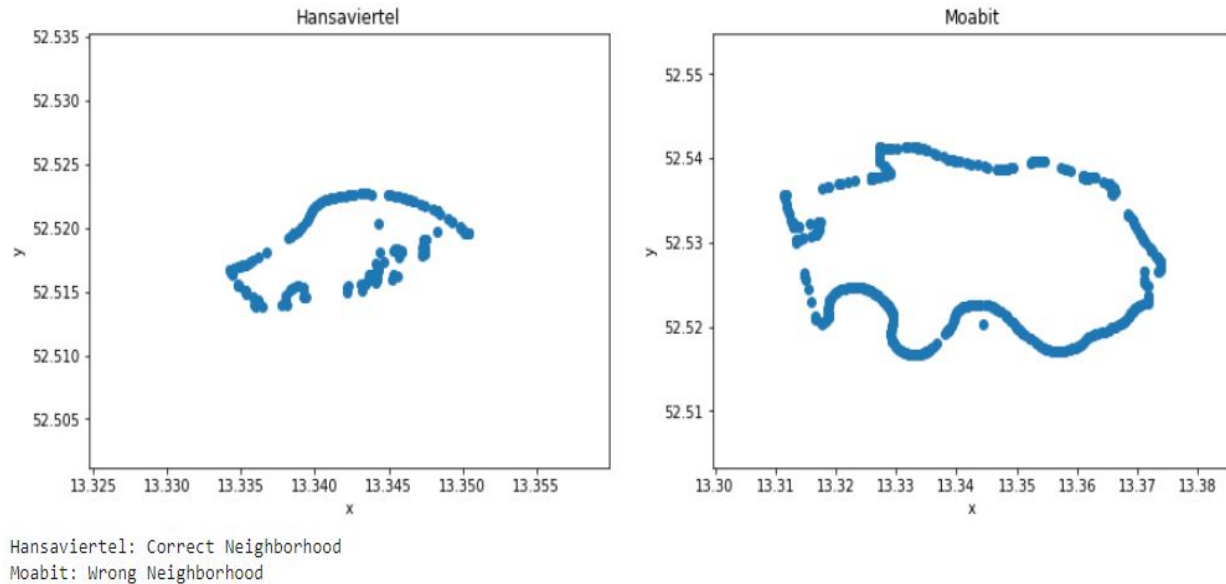 Hansaviertel
52.535
52.530
52.525
52.520
52.515
52.510
52.505
y
13.325 13.330 13.335 13.340 13.345 13.350 13.355
x
Moabit
52.55
52.54
52.53
52.52
52.51
y
13.30 13.31 13.32 13.33 13.34 13.35 13.36 13.37 13.38
x
Hansaviertel: Correct Neighborhood
Moabit: Wrong Neighborhood